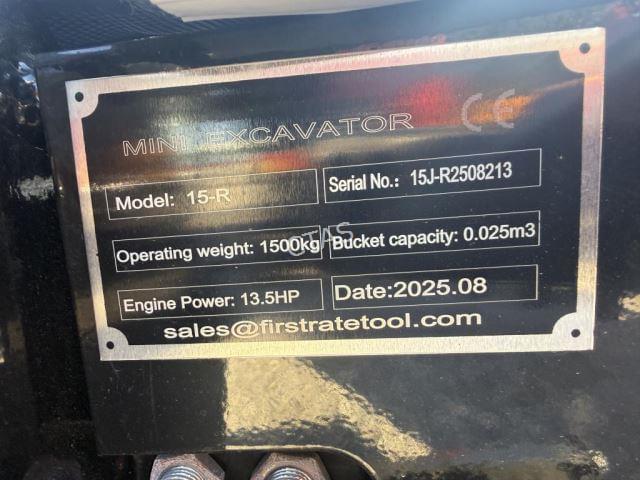 MINI EXCAVATOR CE
Model: 15-R
Serial No.: 15J-R2508213
Operating weight: 1500kg
Bucket capacity: 0.025m3
Engine Power: 13.5HP
Date:2025.08
sales@firstratetool.com
CTAS